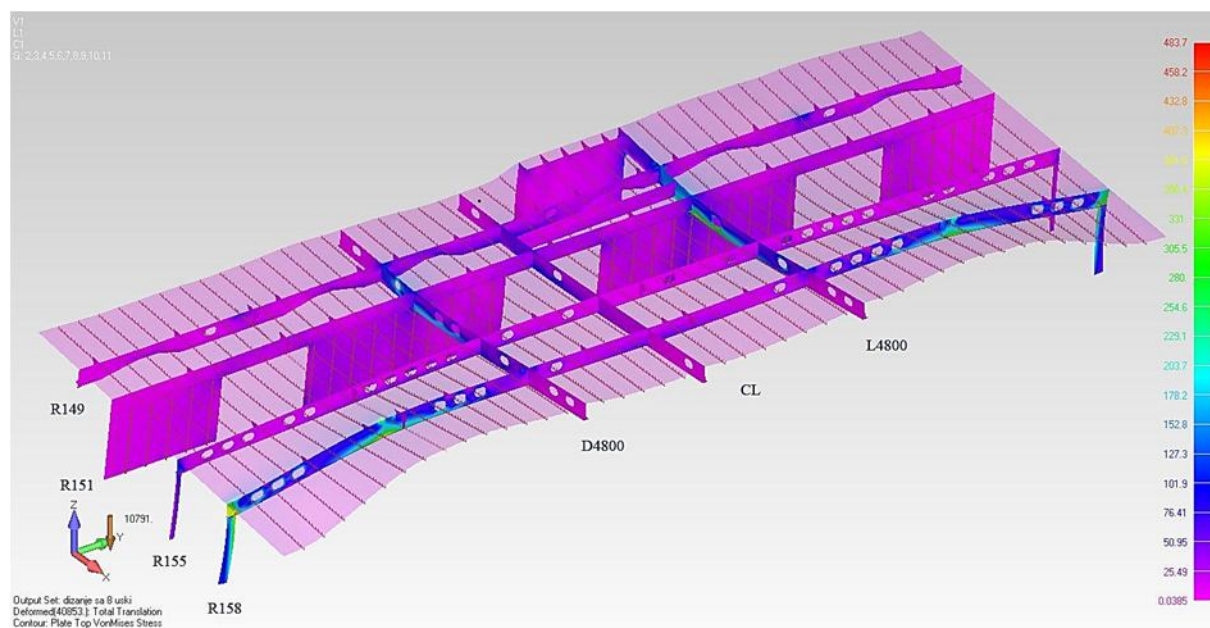 V1
L1
C1
G: 2,3,4,5,6,7,8,9,10,11
483.7
458.2
432.8
407.3
331.
305.5
280.
254.6
229.1
203.7
178.2
152.8
127.3
101.9
76.41
50.95
25.49
0.0385
L4800
CL
D4800
R149
R151
R155
R158
Z
Y
X
10791.
Output Set: dizanje sa 8 uski
Deformed(40853.): Total Translation
Contour: Plate Top VonMises Stress